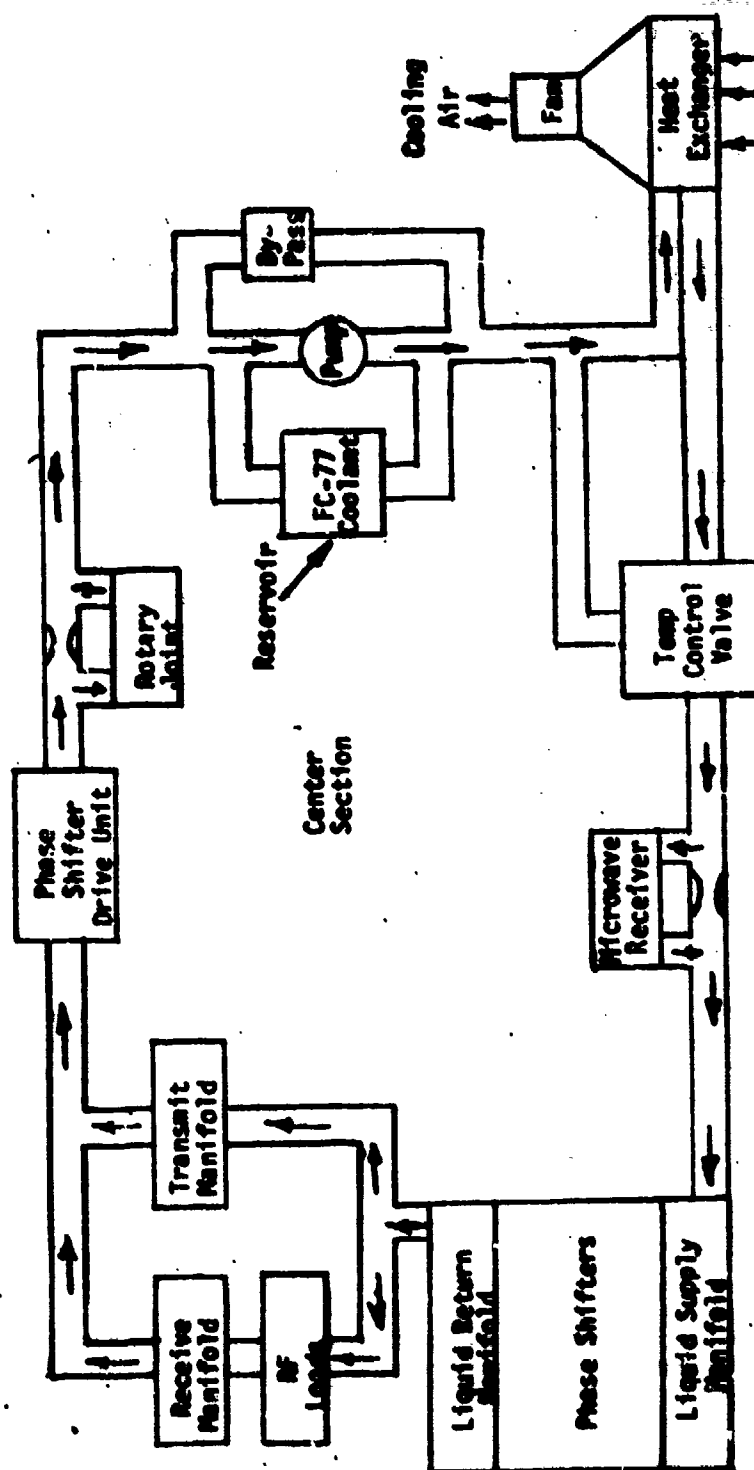 Phase
Shifter
Drive Unit
Rotary
Joint
Transmit
Manifold
Receive
Manifold
RF
Loads
Liquid Return
Manifold
Phase Shifters
Liquid Supply
Manifold
Center
Section
Reservoir
FC-77
Coolant
Pump
By-
Pass
Cooling
Air
Fan
Heat
Exchanger
Temp
Control
Valve
Microwave
Receiver